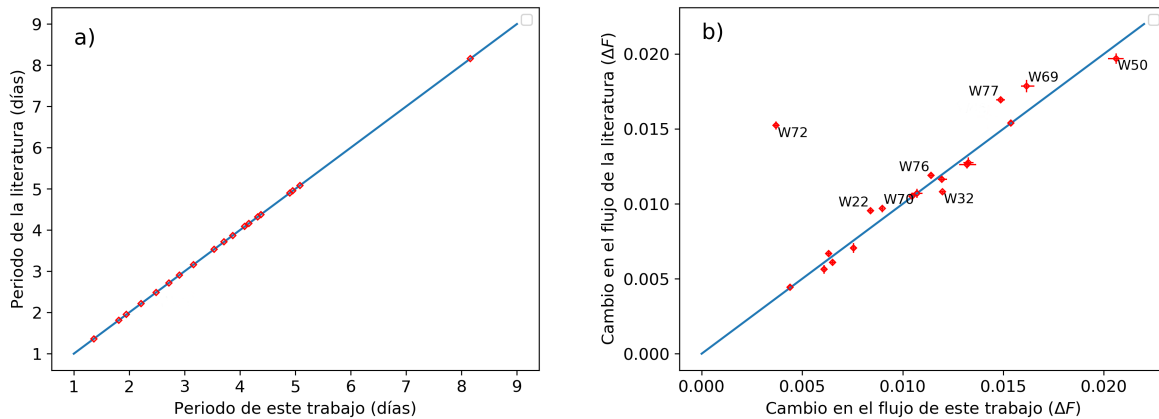 a)
9
8
7
6
5
4
3
2
1
Periodo de la literatura (días)
1 2 3 4 5 6 7 8 9
Periodo de este trabajo (días)
b)
0.020
0.015
0.010
0.005
0.000
Cambio en el flujo de la literatura (ΔF)
W50
W69
W77
W72
W76
W70
W22
W32
0.000 0.005 0.010 0.015 0.020
Cambio en el flujo de este trabajo (ΔF)